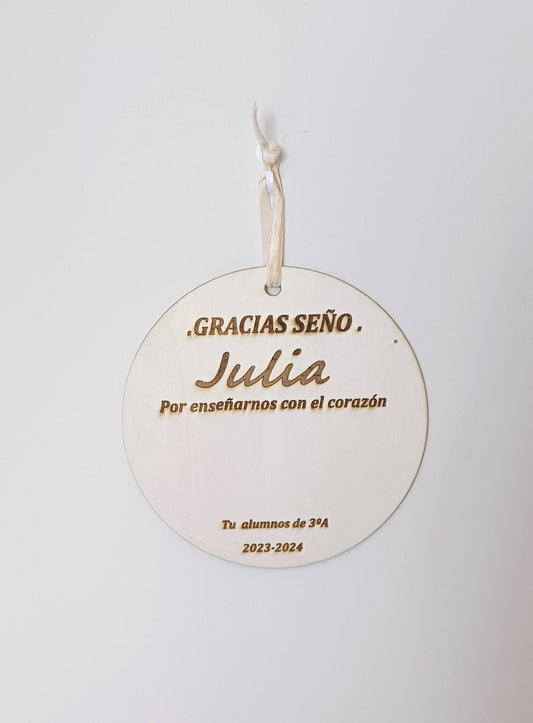 .GRACIAS SEÑO .
Julia
Por enseñarnos con el corazón
Tu alumnos de 3ºA
2023-2024